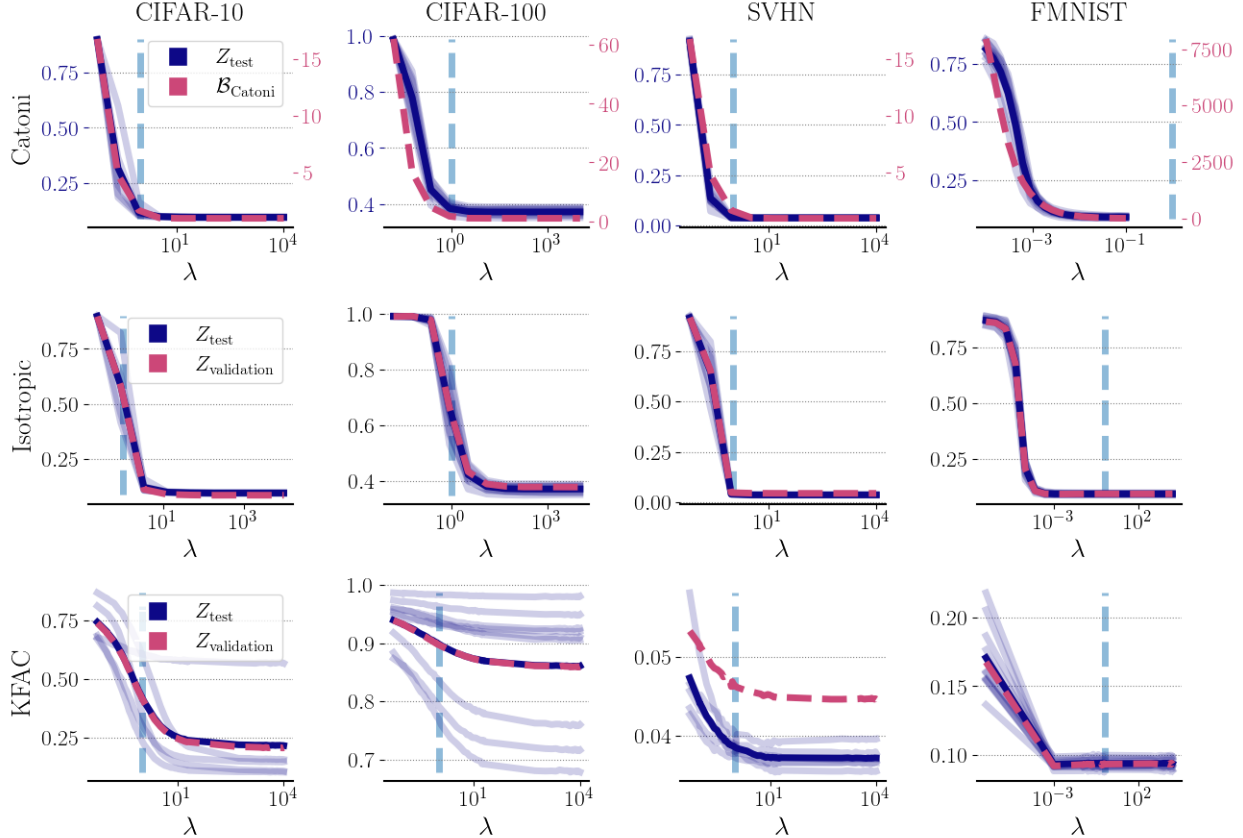 CIFAR-10 CIFAR-100 SVHN FMNIST
Catoni
0.75 0.50 0.25
Z_test
B_Catoni
15 10 5
10^1 10^4
λ
1.0 0.8 0.6 0.4
60 40 20 0
10^0 10^3
λ
0.75 0.50 0.25 0.00
15 10 5
10^1 10^4
λ
0.75 0.50 0.25
7500 5000 2500 0
10^-3 10^-1
λ
Isotropic
0.75 0.50 0.25
Z_test
Z_validation
10^1 10^3
λ
1.0 0.8 0.6 0.4
10^0 10^3
λ
0.75 0.50 0.25 0.00
10^1 10^4
λ
0.75 0.50 0.25
10^-3 10^2
λ
KFAC
0.75 0.50 0.25
Z_test
Z_validation
10^1 10^4
λ
1.0 0.9 0.8 0.7
10^1 10^4
λ
0.05 0.04
10^1 10^4
λ
0.20 0.15 0.10
10^-3 10^2
λ